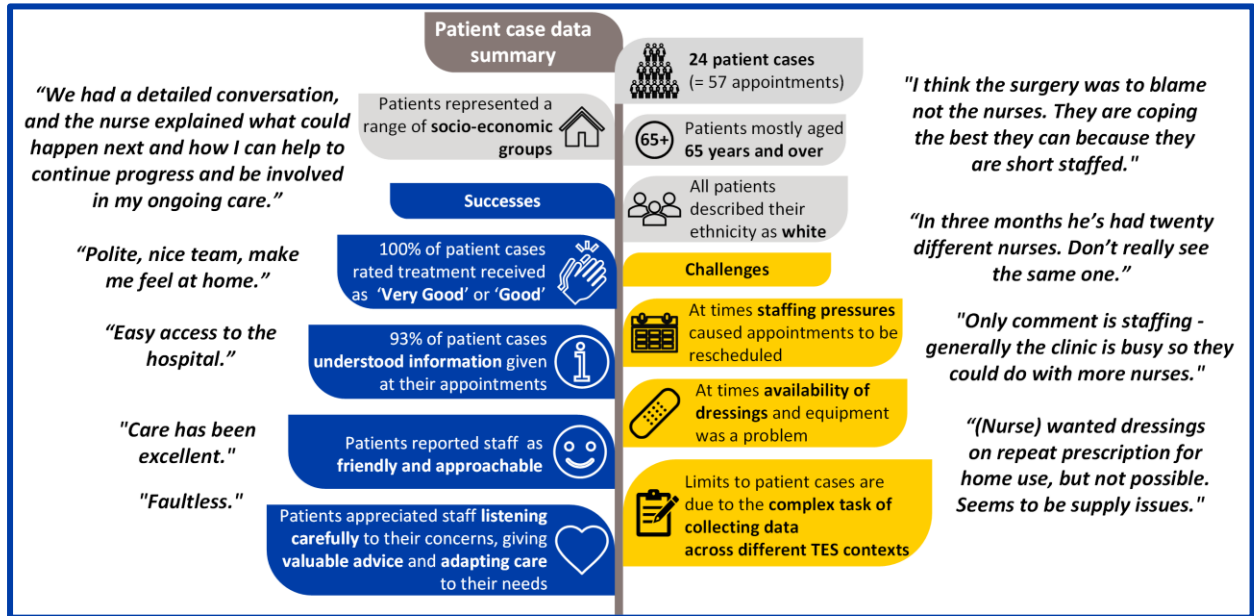 Patient case data
summary
“We had a detailed conversation,
and the nurse explained what could
happen next and how I can help to
continue progress and be involved
in my ongoing care.”
“Polite, nice team, make
me feel at home.”
“Easy access to the
hospital.”
"Care has been
excellent."
"Faultless."
Patients represented a
range of socio-economic
groups
Successes
100% of patient cases
rated treatment received
as ‘Very Good’ or ‘Good’
93% of patient cases
understood information given
at their appointments
Patients reported staff as
friendly and approachable
Patients appreciated staff listening
carefully to their concerns, giving
valuable advice and adapting care
to their needs
24 patient cases
(= 57 appointments)
65+
Patients mostly aged
65 years and over
All patients
described their
ethnicity as white
Challenges
At times staffing pressures
caused appointments to be
rescheduled
At times availability of
dressings and equipment
was a problem
Limits to patient cases are
due to the complex task of
collecting data
across different TES contexts
"I think the surgery was to blame
not the nurses. They are coping
the best they can because they
are short staffed."
“In three months he’s had twenty
different nurses. Don’t really see
the same one.”
"Only comment is staffing -
generally the clinic is busy so they
could do with more nurses."
“(Nurse) wanted dressings
on repeat prescription for
home use, but not possible.
Seems to be supply issues."